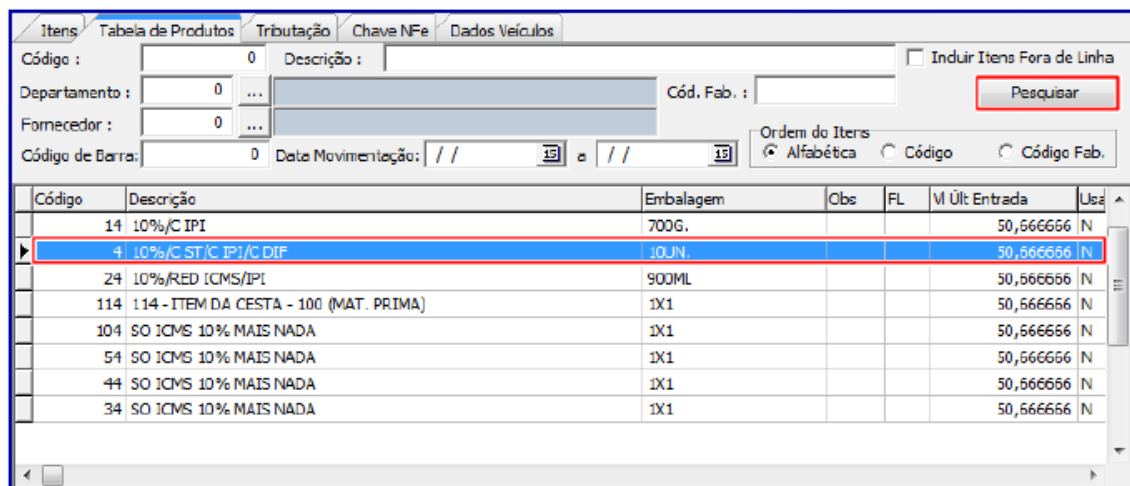 Itens Tabela de Produtos Tributação Chave NFe Dados Veículos
Código : 0 Descrição : Incluir Itens Fora de Linha
Departamento : 0 ... Cód. Fab. : Pesquisar
Fornecedor : 0 ...
Ordem do Itens
Código de Barra: 0 Data Movimentação: / / 15 a / / 15 Alfabética Código Código Fab.
Código Descrição Embalagem Obs FL Vl Últ Entrada Usa
14 10%/C IPI 700G. 50,666666 N
4 10%/C ST/C IPI/C DIF 10UN. 50,666666 N
24 10%/RED ICMS/IPI 900ML 50,666666 N
114 114 - ITEM DA CESTA - 100 (MAT. PRIMA) 1X1 50,666666 N
104 SO ICMS 10% MAIS NADA 1X1 50,666666 N
54 SO ICMS 10% MAIS NADA 1X1 50,666666 N
44 SO ICMS 10% MAIS NADA 1X1 50,666666 N
34 SO ICMS 10% MAIS NADA 1X1 50,666666 N